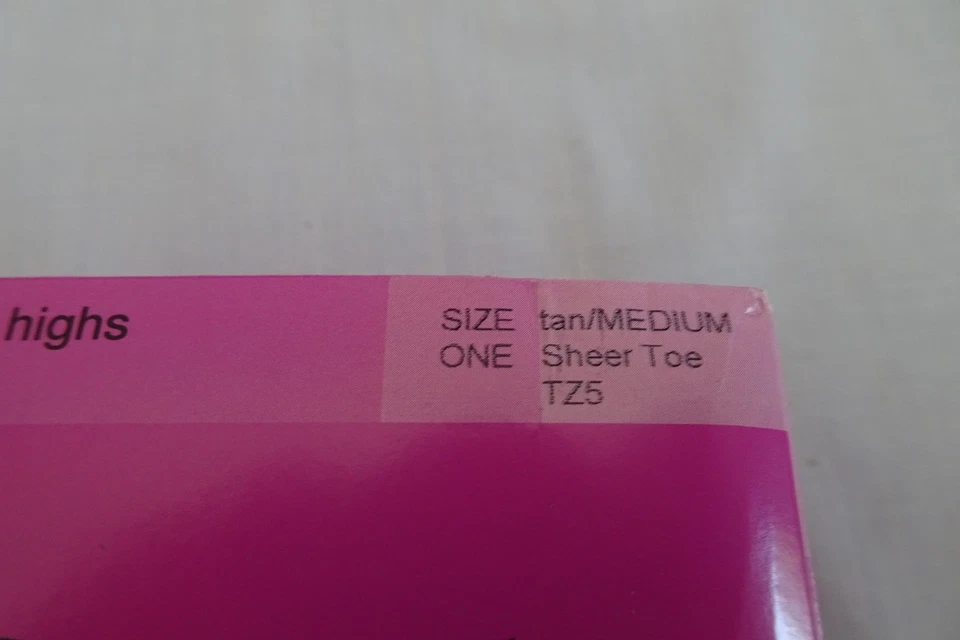 highs
SIZE tan/MEDIUM
ONE Sheer Toe
TZ5